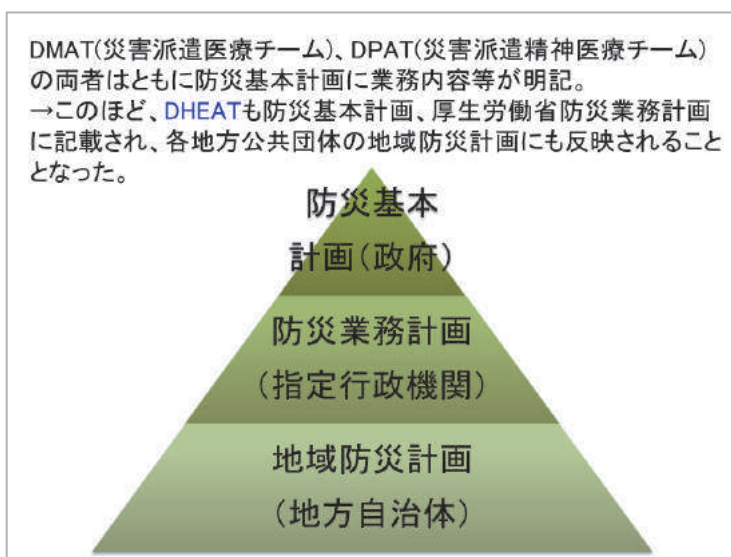 DMAT(災害派遣医療チーム)、DPAT(災害派遣精神医療チーム)
の両者はともに防災基本計画に業務内容等が明記。
→このほど、DHEATも防災基本計画、厚生労働省防災業務計画
に記載され、各地方公共団体の地域防災計画にも反映されること
となった。
防災基本
計画(政府)
防災業務計画
(指定行政機関)
地域防災計画
(地方自治体)